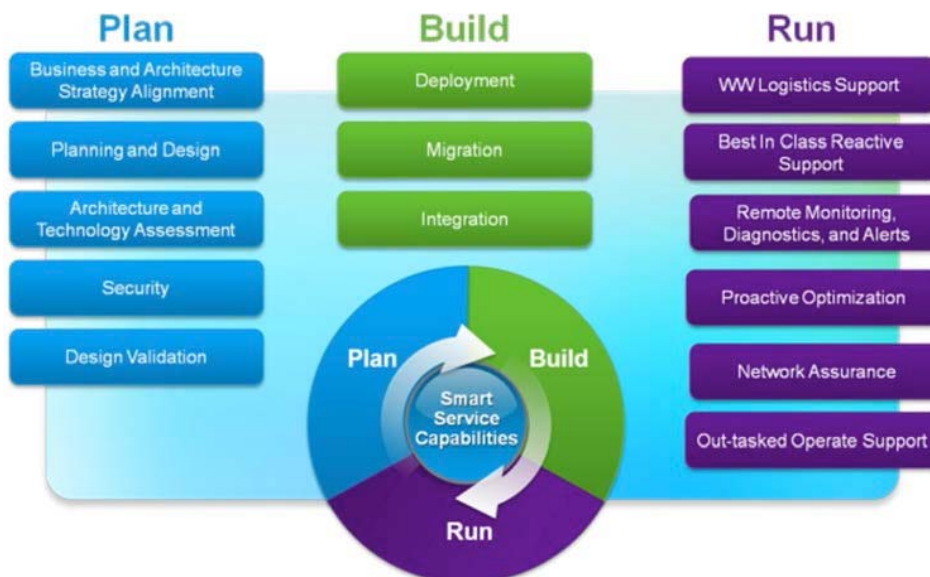 Plan
Business and Architecture
Strategy Alignment
Planning and Design
Architecture and
Technology Assessment
Security
Design Validation
Build
Deployment
Migration
Integration
Run
WW Logistics Support
Best In Class Reactive
Support
Remote Monitoring,
Diagnostics, and Alerts
Proactive Optimization
Network Assurance
Out-tasked Operate Support
Plan
Build
Smart
Service
Capabilities
Run